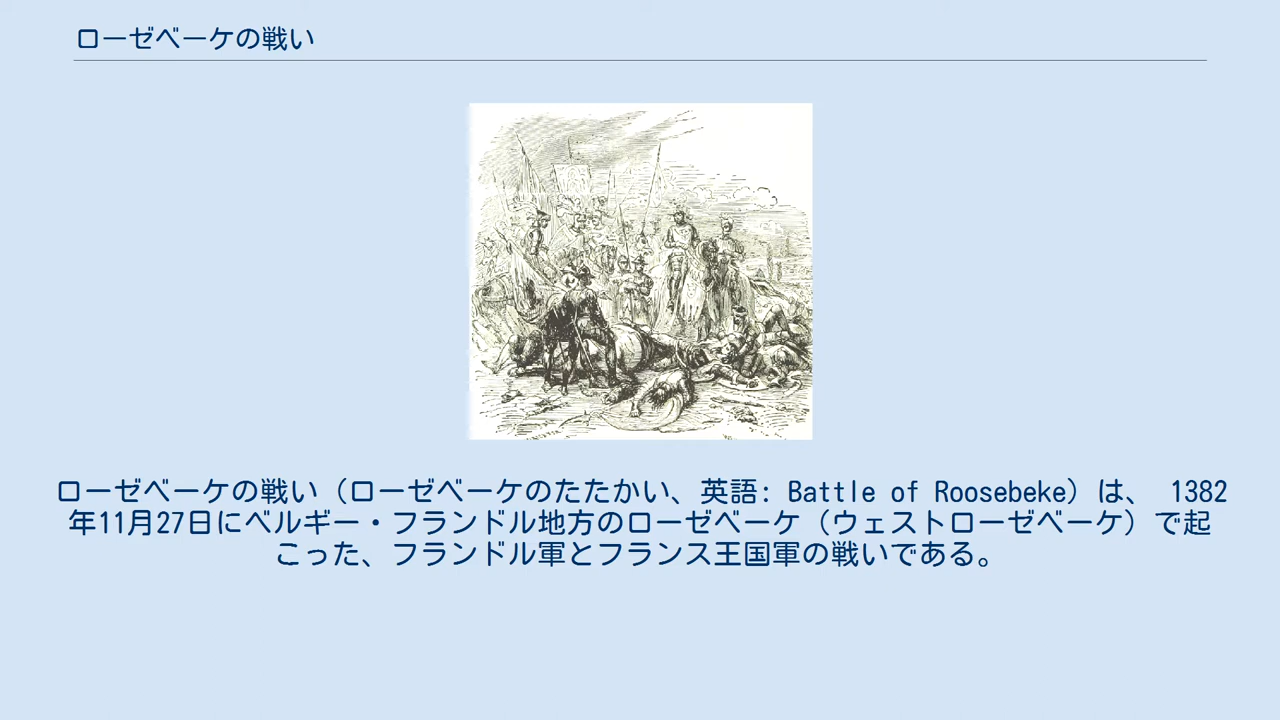 ローゼベーケの戦い
ローゼベーケの戦い（ローゼベーケのたたかい、英語: Battle of Roosebeke）は、 1382
年11月27日にベルギー・フランドル地方のローゼベーケ（ウェストローゼベーケ）で起
こった、フランドル軍とフランス王国軍の戦いである。